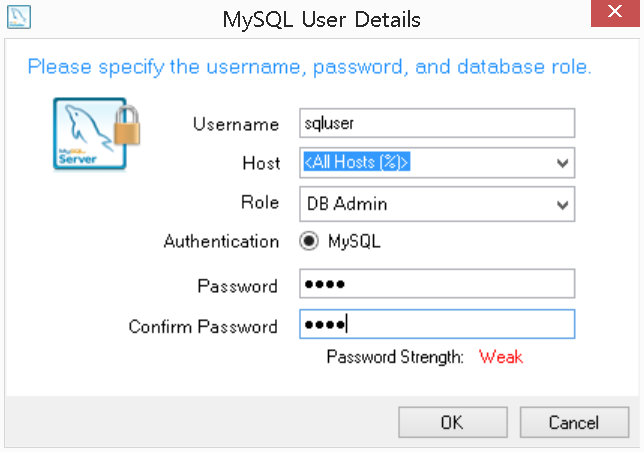 MySQL User Details
Please specify the username, password, and database role.
MySQL
Server
Username sqluser
Host <All Hosts (%)>
Role DB Admin
Authentication MySQL
Password ●●●●
Confirm Password ●●●●
Password Strength: Weak
OK Cancel